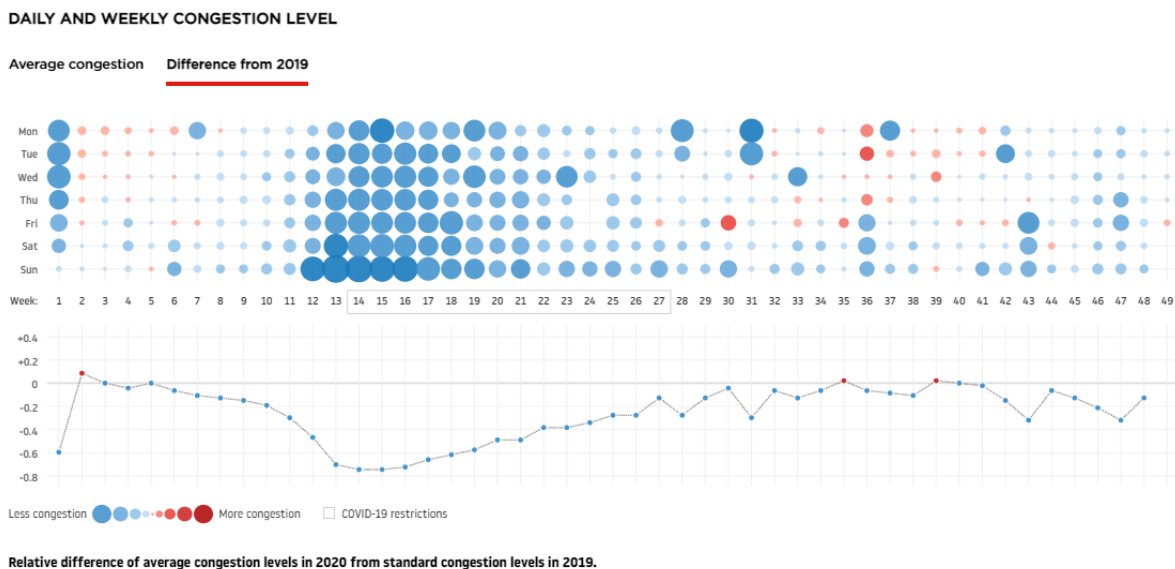 DAILY AND WEEKLY CONGESTION LEVEL
Average congestion Difference from 2019
Mon
Tue
Wed
Thu
Fri
Sat
Sun
Week: 1 2 3 4 5 6 7 8 9 10 11 12 13 14 15 16 17 18 19 20 21 22 23 24 25 26 27 28 29 30 31 32 33 34 35 36 37 38 39 40 41 42 43 44 45 46 47 48 49
+0.4
+0.2
0
-0.2
-0.4
-0.6
-0.8
Less congestion More congestion COVID-19 restrictions
Relative difference of average congestion levels in 2020 from standard congestion levels in 2019.